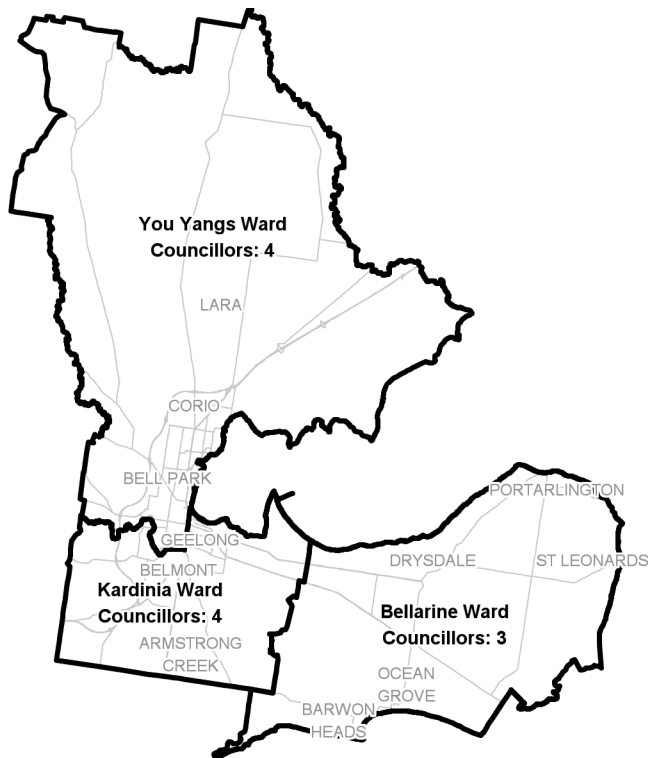 You Yangs Ward
Councillors: 4
LARA
CORIO
BELL PARK
PORTARLINGTON
GEELONG
DRYSDALE
ST LEONARDS
BELMONT
Kardinia Ward
Councillors: 4
Bellarine Ward
Councillors: 3
ARMSTRONG
CREEK
OCEAN
GROVE
BARWON
HEADS